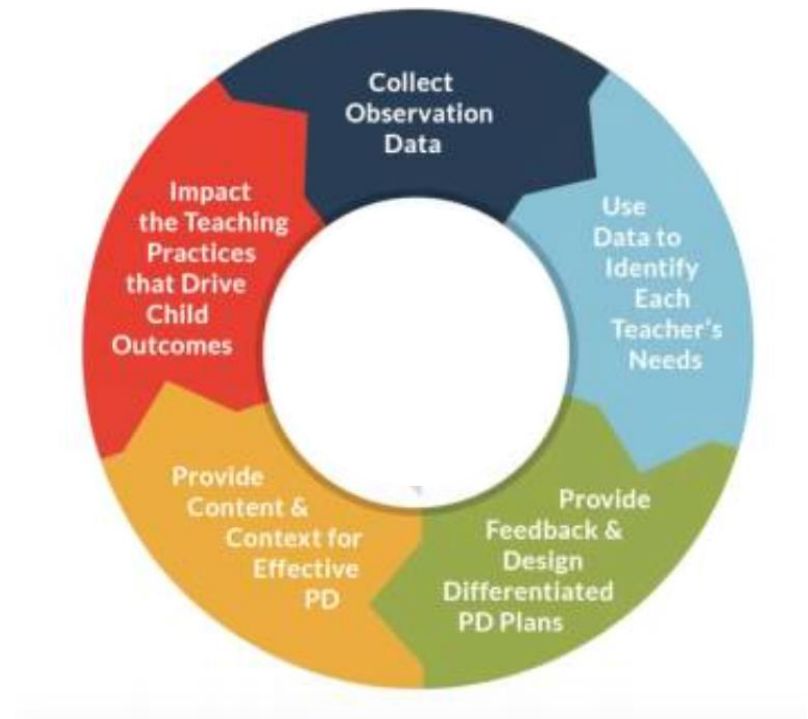 Collect
Observation
Data
Use
Data to
Identify
Each
Teacher's
Needs
Provide
Feedback &
Design
Differentiated
PD Plans
Provide
Content &
Context for
Effective
PD
Impact
the Teaching
Practices
that Drive
Child
Outcomes